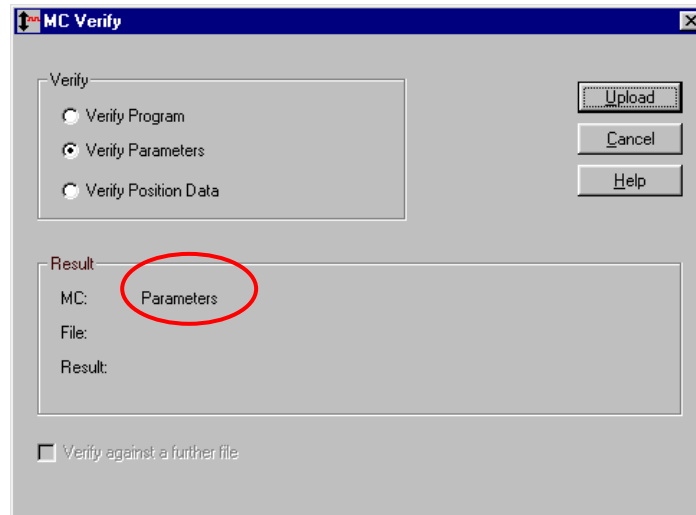 MC Verify
Verify
Verify Program
Verify Parameters
Verify Position Data
Upload
Cancel
Help
Result
MC: Parameters
File:
Result:
Verify against a further file